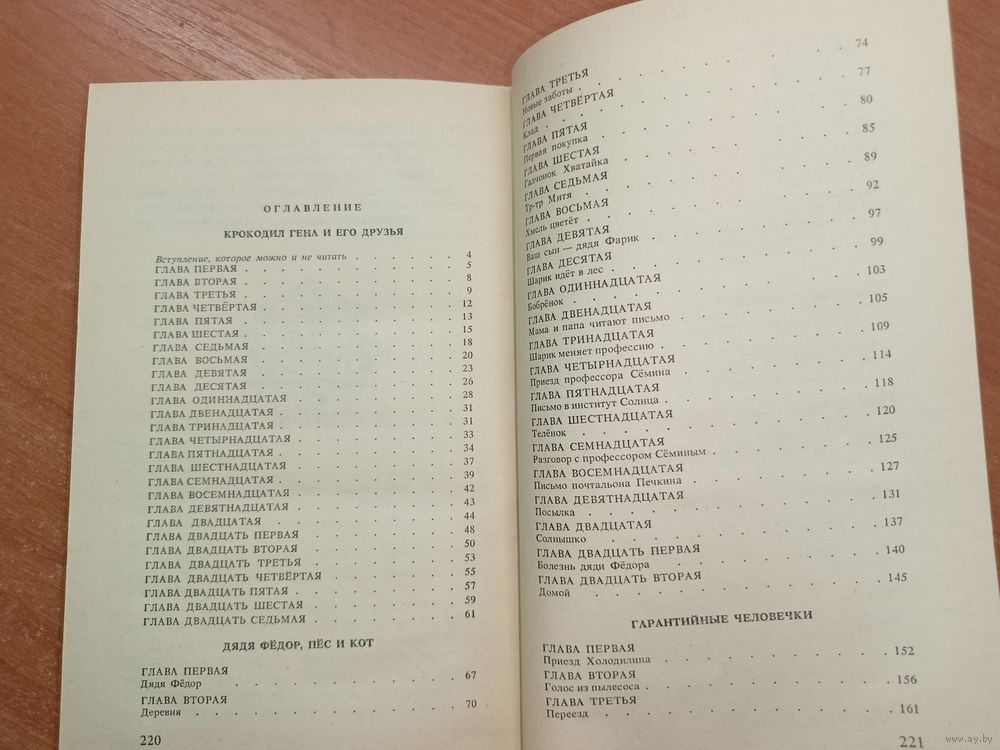 ОГЛАВЛЕНИЕ
КРОКОДИЛ ГЕНА И ЕГО ДРУЗЬЯ
Вступление, которое можно и не читать . . . . . . . 4
ГЛАВА ПЕРВАЯ . . . . . . . . . . . . 5
ГЛАВА ВТОРАЯ . . . . . . . . . . . . 8
ГЛАВА ТРЕТЬЯ . . . . . . . . . . . . 9
ГЛАВА ЧЕТВЁРТАЯ . . . . . . . . . . . 12
ГЛАВА ПЯТАЯ . . . . . . . . . . . . 13
ГЛАВА ШЕСТАЯ . . . . . . . . . . . . 15
ГЛАВА СЕДЬМАЯ . . . . . . . . . . . 18
ГЛАВА ВОСЬМАЯ . . . . . . . . . . . 20
ГЛАВА ДЕВЯТАЯ . . . . . . . . . . . 23
ГЛАВА ДЕСЯТАЯ . . . . . . . . . . . 26
ГЛАВА ОДИННАДЦАТАЯ . . . . . . . . . 28
ГЛАВА ДВЕНАДЦАТАЯ . . . . . . . . . . 31
ГЛАВА ТРИНАДЦАТАЯ . . . . . . . . . . 31
ГЛАВА ЧЕТЫРНАДЦАТАЯ . . . . . . . . . 33
ГЛАВА ПЯТНАДЦАТАЯ . . . . . . . . . . 34
ГЛАВА ШЕСТНАДЦАТАЯ . . . . . . . . . 37
ГЛАВА СЕМНАДЦАТАЯ . . . . . . . . . . 39
ГЛАВА ВОСЕМНАДЦАТАЯ . . . . . . . . . 42
ГЛАВА ДЕВЯТНАДЦАТАЯ . . . . . . . . . 43
ГЛАВА ДВАДЦАТАЯ . . . . . . . . . . 44
ГЛАВА ДВАДЦАТЬ ПЕРВАЯ . . . . . . . . 48
ГЛАВА ДВАДЦАТЬ ВТОРАЯ . . . . . . . . 50
ГЛАВА ДВАДЦАТЬ ТРЕТЬЯ . . . . . . . . 53
ГЛАВА ДВАДЦАТЬ ЧЕТВЁРТАЯ . . . . . . . 55
ГЛАВА ДВАДЦАТЬ ПЯТАЯ . . . . . . . . . 57
ГЛАВА ДВАДЦАТЬ ШЕСТАЯ . . . . . . . . 59
ГЛАВА ДВАДЦАТЬ СЕДЬМАЯ . . . . . . . . 61
ДЯДЯ ФЁДОР, ПЁС И КОТ
ГЛАВА ПЕРВАЯ
Дядя Фёдор . . . . . . . . . . . . 67
ГЛАВА ВТОРАЯ
Деревня . . . . . . . . . . . . . 70
220
ГЛАВА ТРЕТЬЯ
Новые заботы . . . . . . . . . . . 74
ГЛАВА ЧЕТВЁРТАЯ
Клад . . . . . . . . . . . . . 77
ГЛАВА ПЯТАЯ
Первая покупка . . . . . . . . . . 80
ГЛАВА ШЕСТАЯ
Галчонок Хватайка . . . . . . . . . 85
ГЛАВА СЕДЬМАЯ
Тр-тр Митя . . . . . . . . . . . 89
ГЛАВА ВОСЬМАЯ
Хмель цветёт . . . . . . . . . . . 92
ГЛАВА ДЕВЯТАЯ
Ваш сын — дядя Фарик . . . . . . . . 97
ГЛАВА ДЕСЯТАЯ
Шарик идёт в лес . . . . . . . . . . 99
ГЛАВА ОДИННАДЦАТАЯ
Бобрёнок . . . . . . . . . . . . 103
ГЛАВА ДВЕНАДЦАТАЯ
Мама и папа читают письмо . . . . . . . 105
ГЛАВА ТРИНАДЦАТАЯ
Шарик меняет профессию . . . . . . . . 109
ГЛАВА ЧЕТЫРНАДЦАТАЯ
Приезд профессора Сёмина . . . . . . . 114
ГЛАВА ПЯТНАДЦАТАЯ
Письмо в институт Солнца . . . . . . . . 118
ГЛАВА ШЕСТНАДЦАТАЯ
Телёнок . . . . . . . . . . . . . 120
ГЛАВА СЕМНАДЦАТАЯ
Разговор с профессором Сёминым . . . . . . 125
ГЛАВА ВОСЕМНАДЦАТАЯ
Письмо почтальона Печкина . . . . . . . 127
ГЛАВА ДЕВЯТНАДЦАТАЯ
Посылка . . . . . . . . . . . . . 131
ГЛАВА ДВАДЦАТАЯ
Солнышко . . . . . . . . . . . . 137
ГЛАВА ДВАДЦАТЬ ПЕРВАЯ
Болезнь дяди Фёдора . . . . . . . . . 140
ГЛАВА ДВАДЦАТЬ ВТОРАЯ
Домой . . . . . . . . . . . . . 145
ГАРАНТИЙНЫЕ ЧЕЛОВЕЧКИ
ГЛАВА ПЕРВАЯ
Приезд Холодилина . . . . . . . . . . 152
ГЛАВА ВТОРАЯ
Голос из пылесоса . . . . . . . . . . 156
ГЛАВА ТРЕТЬЯ
Переезд . . . . . . . . . . . . . 161
221
www.ay.by